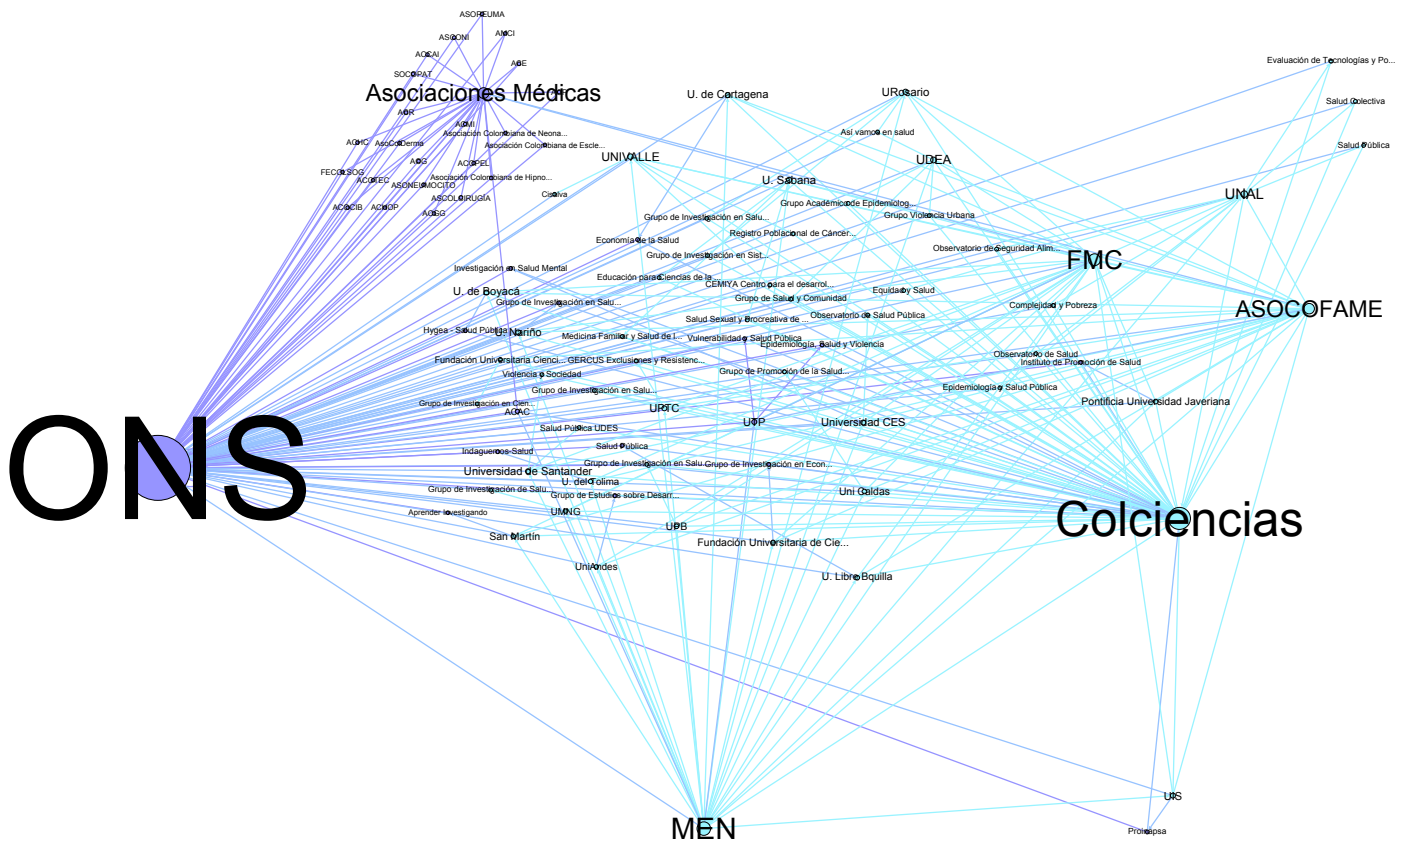 ASOREUMA
ASOONI
AMCI
AOCAI
ACE
SOCOPAT
Asociaciones Médicas
AOR
ACMI
Asociación Colombiana de Neona...
ACHC
AsoColDerma
Asociación Colombiana de Escle...
AOG
ACOPEL
FECOLSOG
ACOTEC
ASONEUMOCITO
Asociación Colombiana de Hipno...
ASCOLCIRUGIA
ACOCIB
ACHOP
ACGG
Cisalva
U. de Cartagena
URosario
Evaluación de Tecnologías y Po...
Salud Colectiva
Así vamos en salud
Salud Pública
UNIVALLE
UDEA
U. Sabana
UNAL
Grupo Académico de Epidemiolog...
Grupo de Investigación en Salu...
Grupo Violencia Urbana
Registro Poblacional de Cáncer...
Economía de la Salud
Observatorio de Seguridad Alim...
Grupo de Investigación en Sist...
FMC
Investigación en Salud Mental
Educación para Ciencias de la ...
CEMIYA Centro para el desarrol...
U. de Boyacá
Equidad y Salud
Grupo de Investigación en Salu...
Grupo de Salud y Comunidad
Complejidad y Pobreza
ASOCOFAME
Salud Sexual y Procreativa de ...
Observatorio de Salud Pública
Hygea - Salud Pública
U. Nariño
Medicina Familiar y Salud de l...
Vulnerabilidad y Salud Pública
Epidemiología, Salud y Violencia
Fundación Universitaria Cienci...
GERCUS Exclusiones y Resistenc...
Observatorio de Salud
Instituto de Promoción de Salud
Violencia y Sociedad
Grupo de Promoción de la Salud...
Grupo de Investigación en Salu...
Epidemiología y Salud Pública
Grupo de Investigación en Cien...
Pontificia Universidad Javeriana
ACAC
UPTC
UTP
Universidad CES
ONS
Salud Pública UDES
Salud Pública
Indaguemos-Salud
Grupo de Investigación en Salu...
Grupo de Investigación en Econ...
Universidad de Santander
U. del Tolima
Grupo de Investigación de Salu...
Grupo de Estudios sobre Desarr...
Uni Caldas
Aprender Investigando
UMNG
Colciencias
UPB
San Martín
Fundación Universitaria de Cie...
UniAndes
U. Libre Bquilla
UIS
MEN
Proinapsa